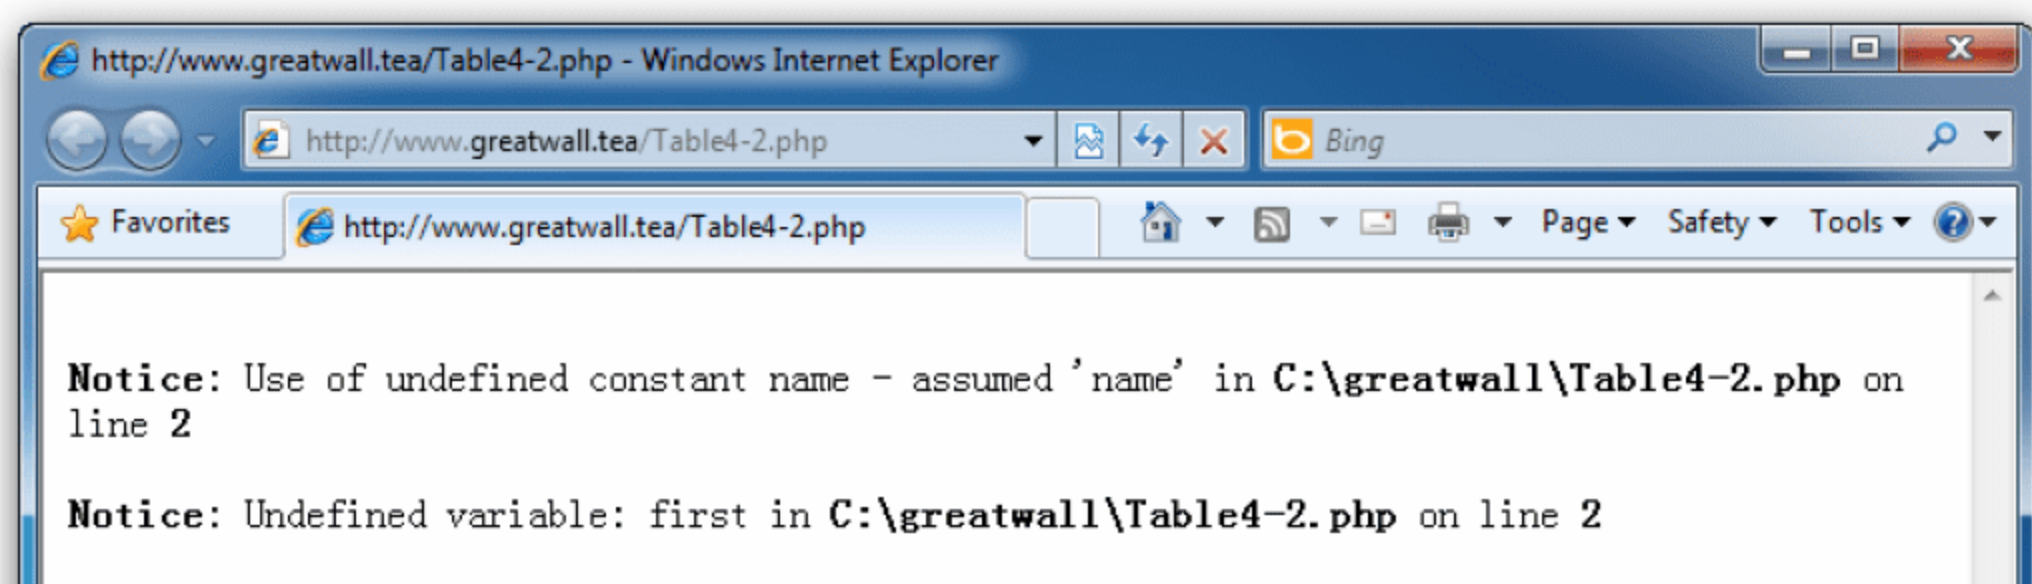 http://www.greatwall.tea/Table4-2.php - Windows Internet Explorer
http://www.greatwall.tea/Table4-2.php
Bing
Favorites
http://www.greatwall.tea/Table4-2.php
Page
Safety
Tools
Notice: Use of undefined constant name - assumed 'name' in C:\greatwall\Table4-2.php on
line 2
Notice: Undefined variable: first in C:\greatwall\Table4-2.php on line 2